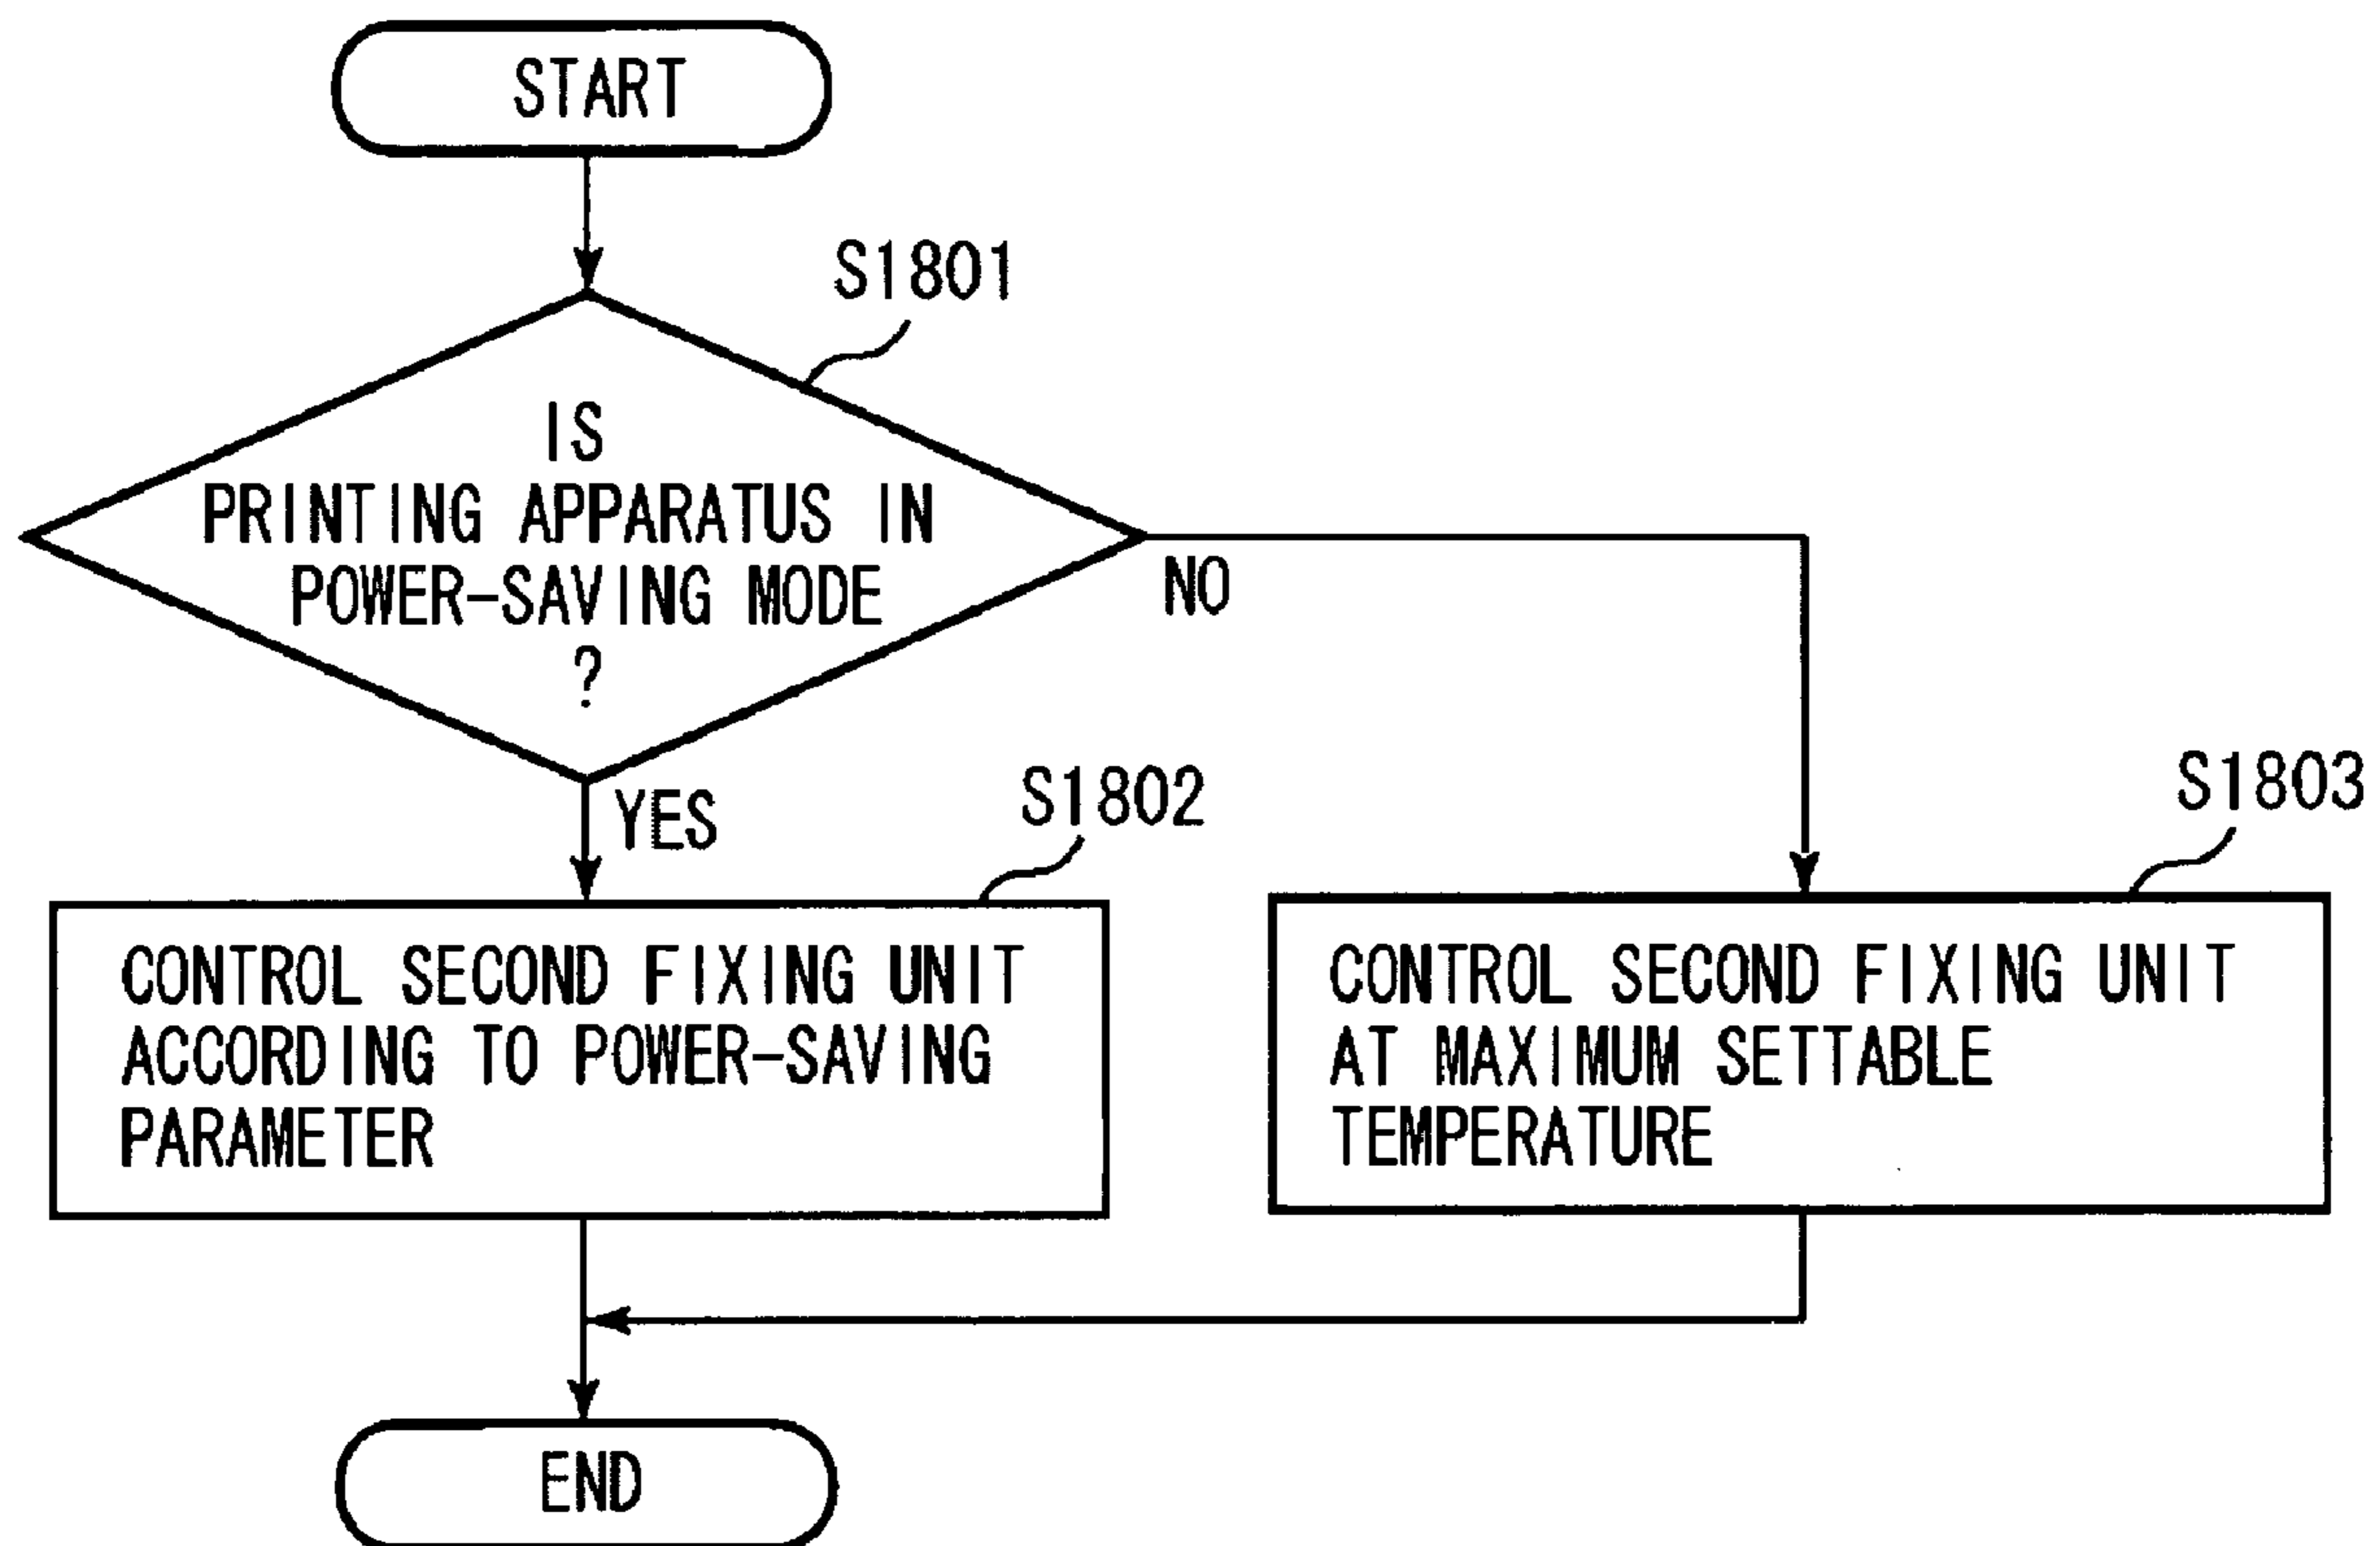 START
S1801
IS
PRINTING APPARATUS IN
POWER-SAVING MODE
?
NO
YES
S1802
S1803
CONTROL SECOND FIXING UNIT
ACCORDING TO POWER-SAVING
PARAMETER
CONTROL SECOND FIXING UNIT
AT MAXIMUM SETTABLE
TEMPERATURE
END